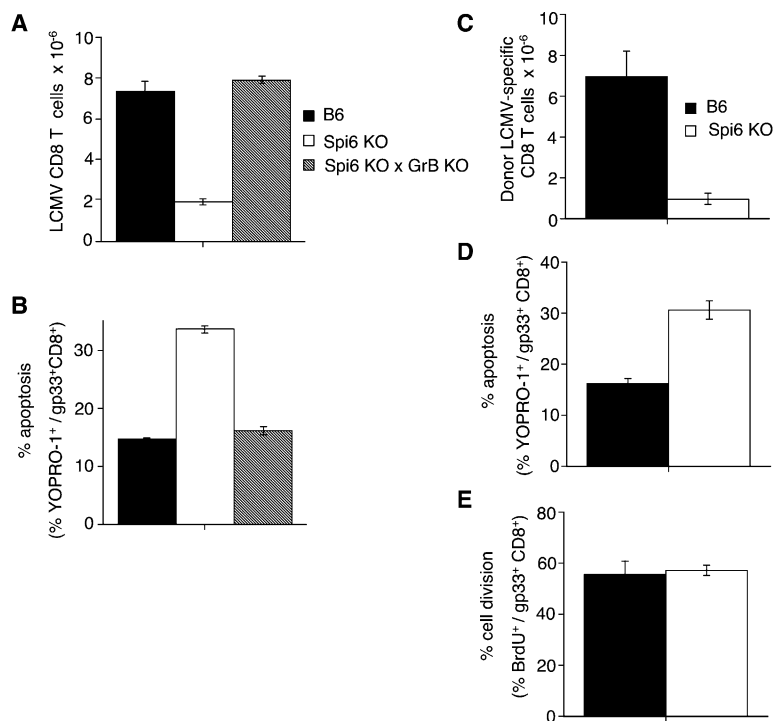 A
LCMV CD8 T cells x 10-6
10
8
6
4
2
0
B6
Spi6 KO
Spi6 KO x GrB KO
B
% apoptosis
(% YOPRO-1+ / gp33+CD8+)
30
20
10
0
C
Donor LCMV-specific
CD8 T cells x 10-6
10
8
6
4
2
0
B6
Spi6 KO
D
% apoptosis
(% YOPRO-1+ / gp33+ CD8+)
40
30
20
10
0
E
% cell division
(% BrdU+ / gp33+ CD8+)
80
60
40
20
0